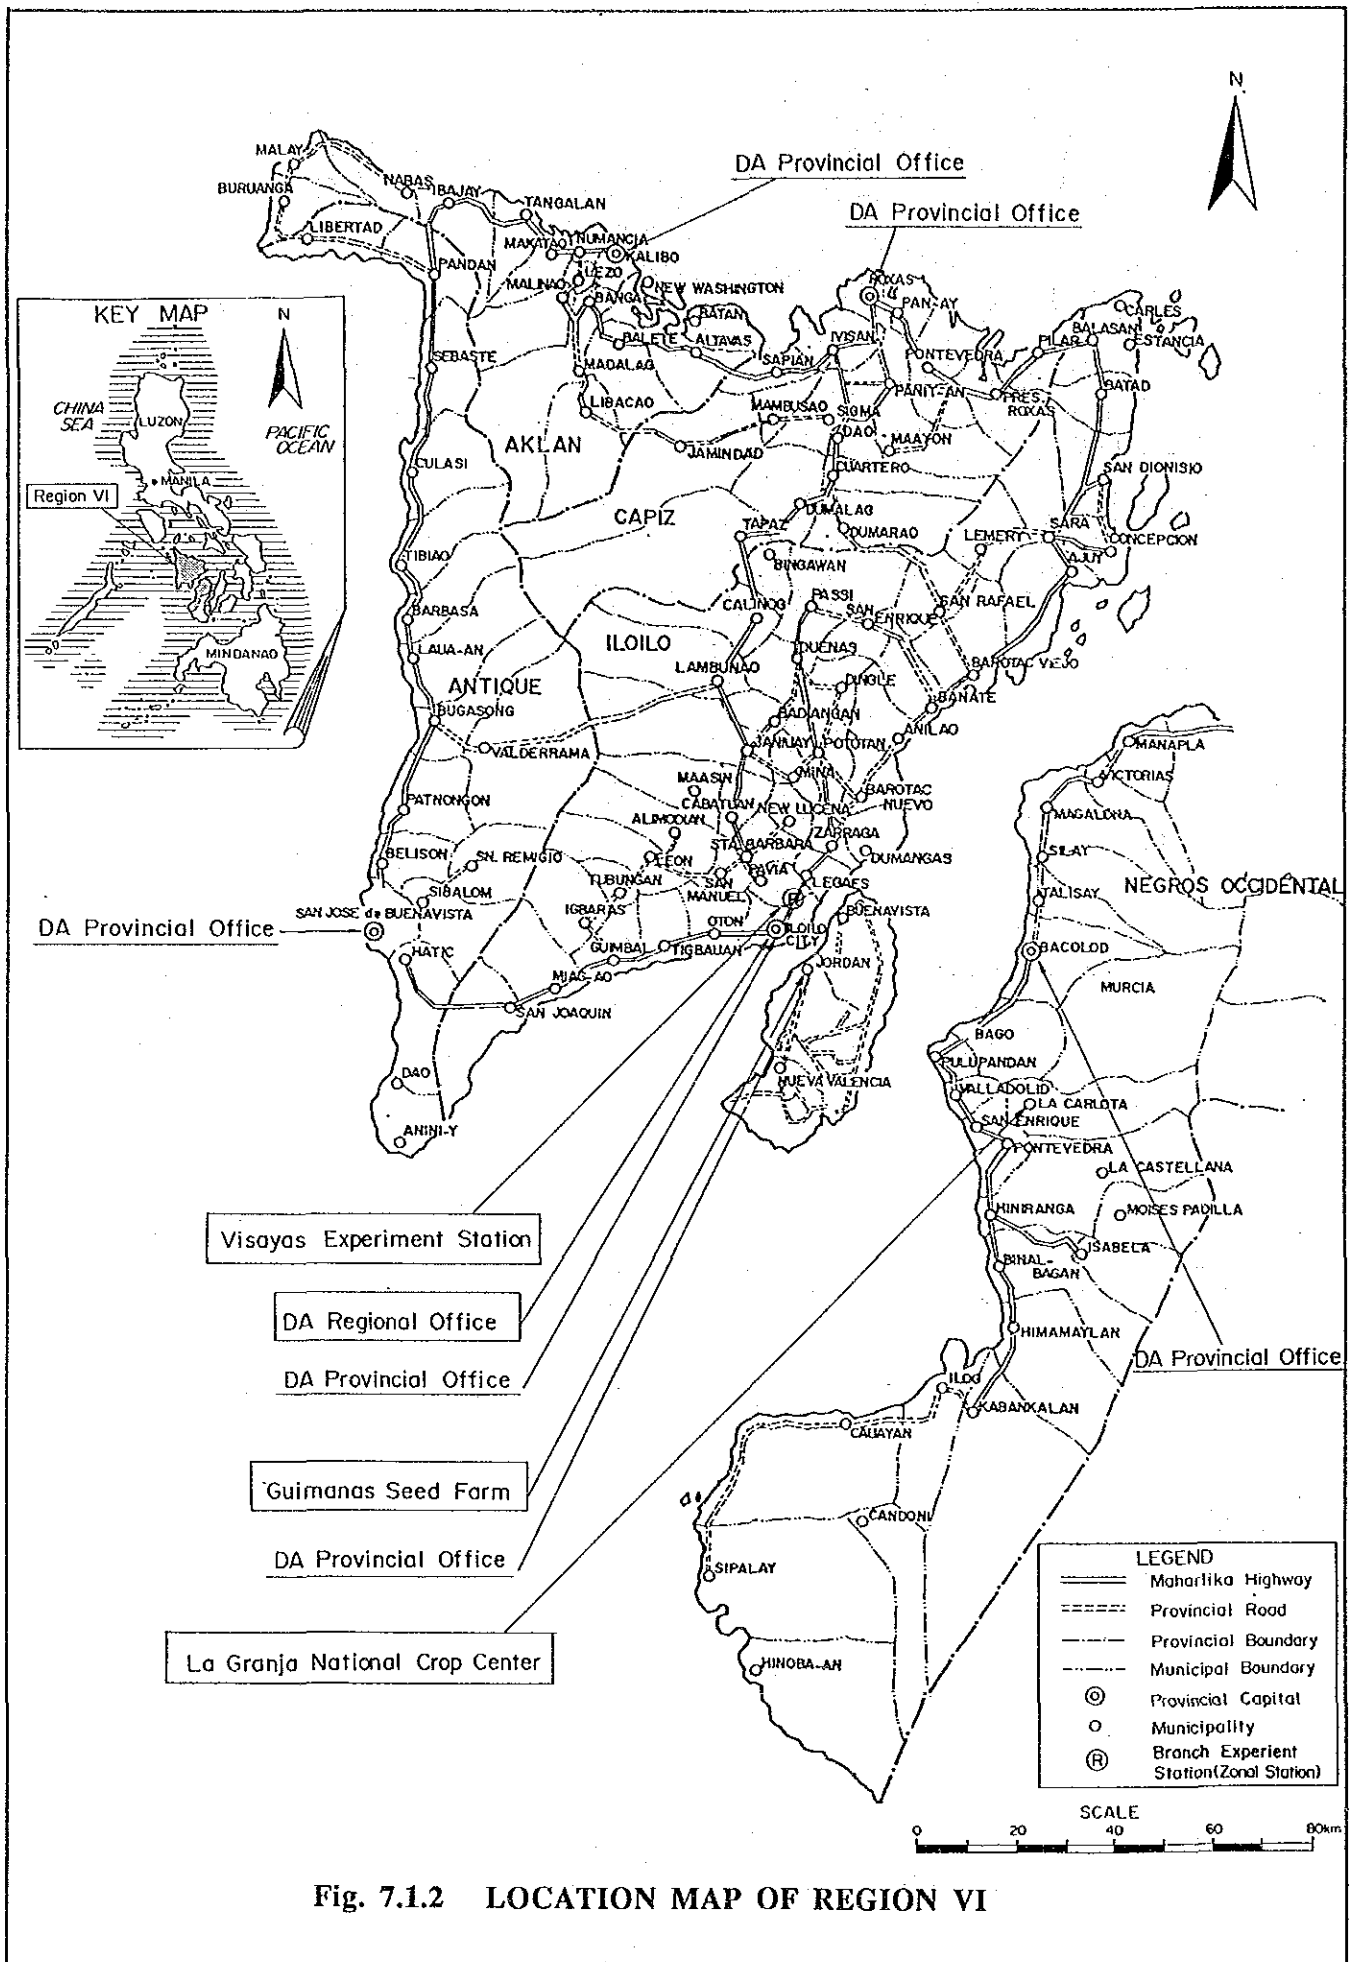 N
DA Provincial Office
DA Provincial Office
MALAY
BURUANGA
LIBERTAD
NABAS
IBAJAY
TANGALAN
MAKATAO
NUMANCIA
KALIBO
LEZO
MALINAO
BANGA
NEW WASHINGTON
BATAN
BALETE
ALTAVAS
MADALAG
LIBACAO
PANDAN
SEBASTE
CULASI
TIBIAO
BARBASA
LAUA-AN
BUGASONG
VALDERRAMA
PATNONGON
BELISON
SN. REMIGIO
SIBALOM
SAN JOSE de BUENAVISTA
DA Provincial Office
HATIC
DAO
ANINI-Y
AKLAN
CAPIZ
ILOILO
ANTIQUE
ROXAS
PAN-AY
IVISAN
SAPIAN
PONTEVEDRA
PANIY-AN
PRES.
ROXAS
PILAR
BALASAN
CARLES
ESTANCIA
BATAD
MAMBUSAO
SIGMA
DAO
MAAYON
JAMINDAD
CUARTERO
DUMALAG
TAPAZ
DUMARAO
BINGAWAN
SAN DIONISIO
SARA
LEMERY
CONCEPCION
AJUY
CALINOG
PASSI
SAN
ENRIQUE
SAN RAFAEL
DUENAS
LAMBUNAO
DINGLE
BAROTAC VIEJO
BANATE
BADIANGAN
ANILAO
JANIUAY
POTOTAN
MINA
MAASIN
BAROTAC
NUEVO
CABATUAN
NEW LUCENA
ALIMODIAN
ZARRAGA
STA. BARBARA
DUMANGAS
LEON
PAVIA
SAN
MANUEL
LEGAES
TUBUNGAN
IGBARAS
OTON
ILOILO
CITY
BUENAVISTA
GUIMBAL
TIGBAUAN
JORDAN
MIAG-AO
SAN JOAQUIN
NUEVA VALENCIA
KEY MAP
N
CHINA
SEA
LUZON
PACIFIC
OCEAN
MANILA
Region VI
MINDANAO
MANAPLA
VICTORIAS
MAGALONA
SILAY
TALISAY
NEGROS OCCIDENTAL
BACOLOD
MURCIA
BAGO
PULUPANDAN
VALLADOLID
LA CARLOTA
SAN ENRIQUE
PONTEVEDRA
LA CASTELLANA
HINIRANGA
MOISES PADILLA
ISABELA
BINAL-
BAGAN
HIMAMAYLAN
DA Provincial Office
ILOG
KABANKALAN
CAUAYAN
CANDONI
SIPALAY
HINOBA-AN
Visayas Experiment Station
DA Regional Office
DA Provincial Office
Guimanas Seed Farm
DA Provincial Office
La Granja National Crop Center
LEGEND
Maharlika Highway
Provincial Road
Provincial Boundary
Municipal Boundary
Provincial Capital
Municipality
R
Branch Experient
Station(Zonal Station)
SCALE
0 20 40 60 80km
Fig. 7.1.2 LOCATION MAP OF REGION VI